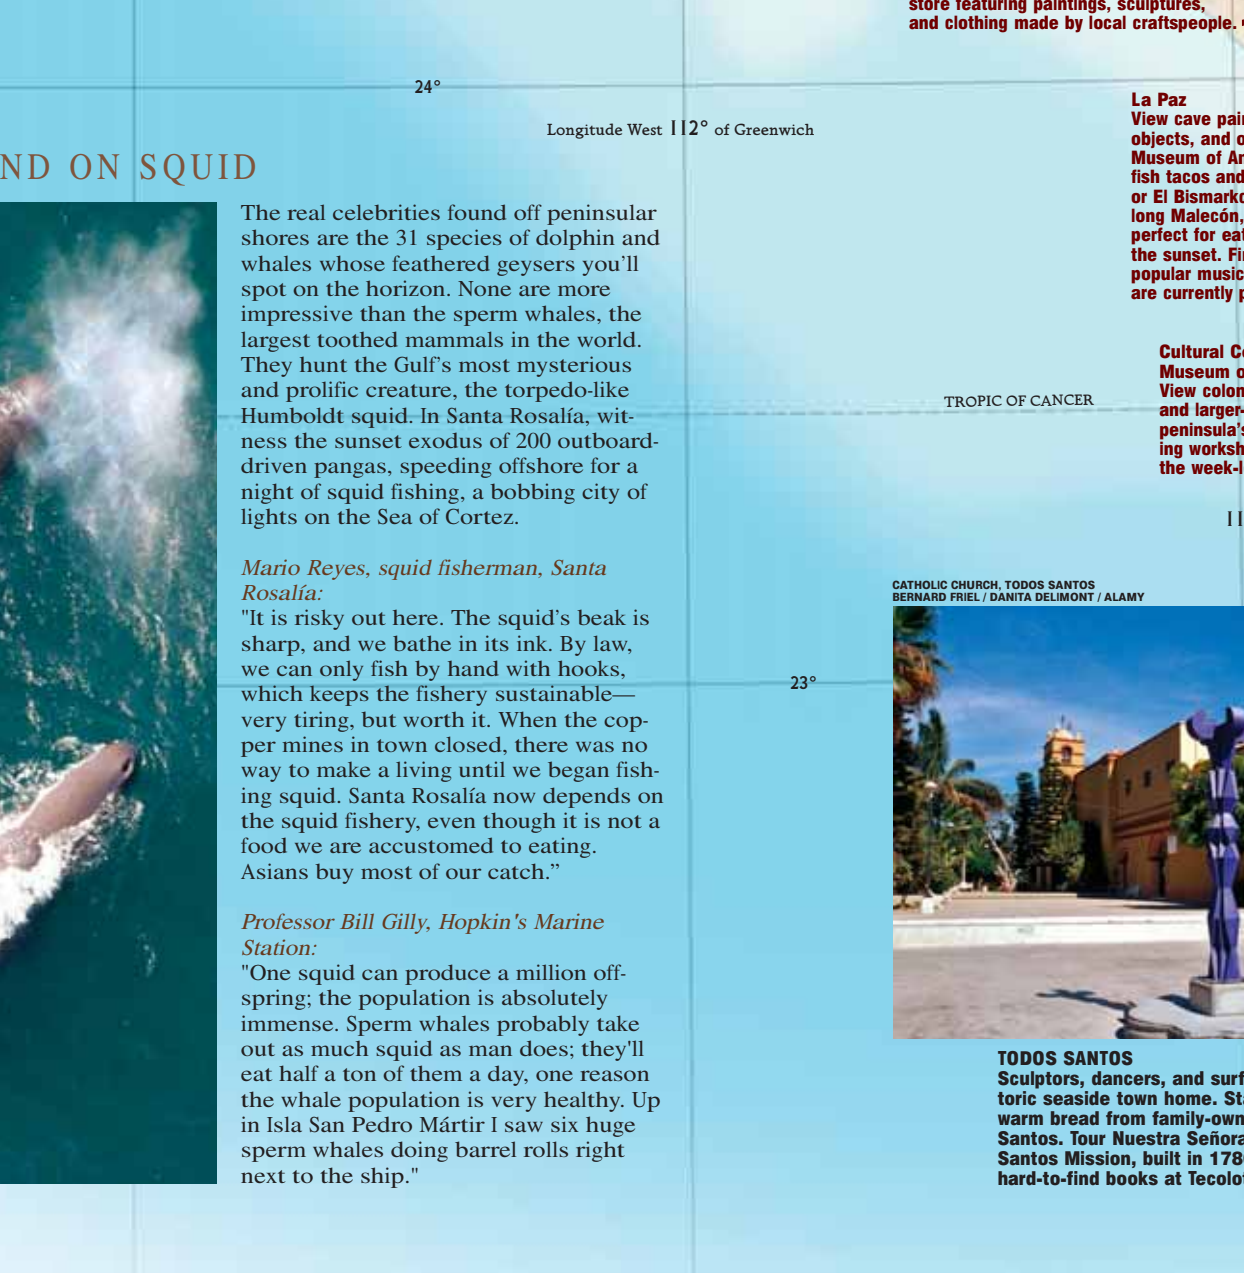 store featuring paintings, sculptures,
and clothing made by local craftspeople.
24°
Longitude West 112° of Greenwich
ND ON SQUID
The real celebrities found off peninsular
shores are the 31 species of dolphin and
whales whose feathered geysers you’ll
spot on the horizon. None are more
impressive than the sperm whales, the
largest toothed mammals in the world.
They hunt the Gulf’s most mysterious
and prolific creature, the torpedo-like
Humboldt squid. In Santa Rosalía, wit-
ness the sunset exodus of 200 outboard-
driven pangas, speeding offshore for a
night of squid fishing, a bobbing city of
lights on the Sea of Cortez.
Mario Reyes, squid fisherman, Santa
Rosalía:
"It is risky out here. The squid’s beak is
sharp, and we bathe in its ink. By law,
we can only fish by hand with hooks,
which keeps the fishery sustainable—
very tiring, but worth it. When the cop-
per mines in town closed, there was no
way to make a living until we began fish-
ing squid. Santa Rosalía now depends on
the squid fishery, even though it is not a
food we are accustomed to eating.
Asians buy most of our catch.”
Professor Bill Gilly, Hopkin's Marine
Station:
"One squid can produce a million off-
spring; the population is absolutely
immense. Sperm whales probably take
out as much squid as man does; they'll
eat half a ton of them a day, one reason
the whale population is very healthy. Up
in Isla San Pedro Mártir I saw six huge
sperm whales doing barrel rolls right
next to the ship."
La Paz
View cave pai
objects, and o
Museum of A
fish tacos and
or El Bismarko
long Malecón,
perfect for eat
the sunset. Fi
popular music
are currently p
Cultural C
Museum o
View colon
and larger-
peninsula's
ing worksh
the week-l
TROPIC OF CANCER
11
23°
CATHOLIC CHURCH, TODOS SANTOS
BERNARD FRIEL / DANITA DELIMONT / ALAMY
TODOS SANTOS
Sculptors, dancers, and surf
toric seaside town home. St
warm bread from family-own
Santos. Tour Nuestra Señora
Santos Mission, built in 178
hard-to-find books at Tecolo